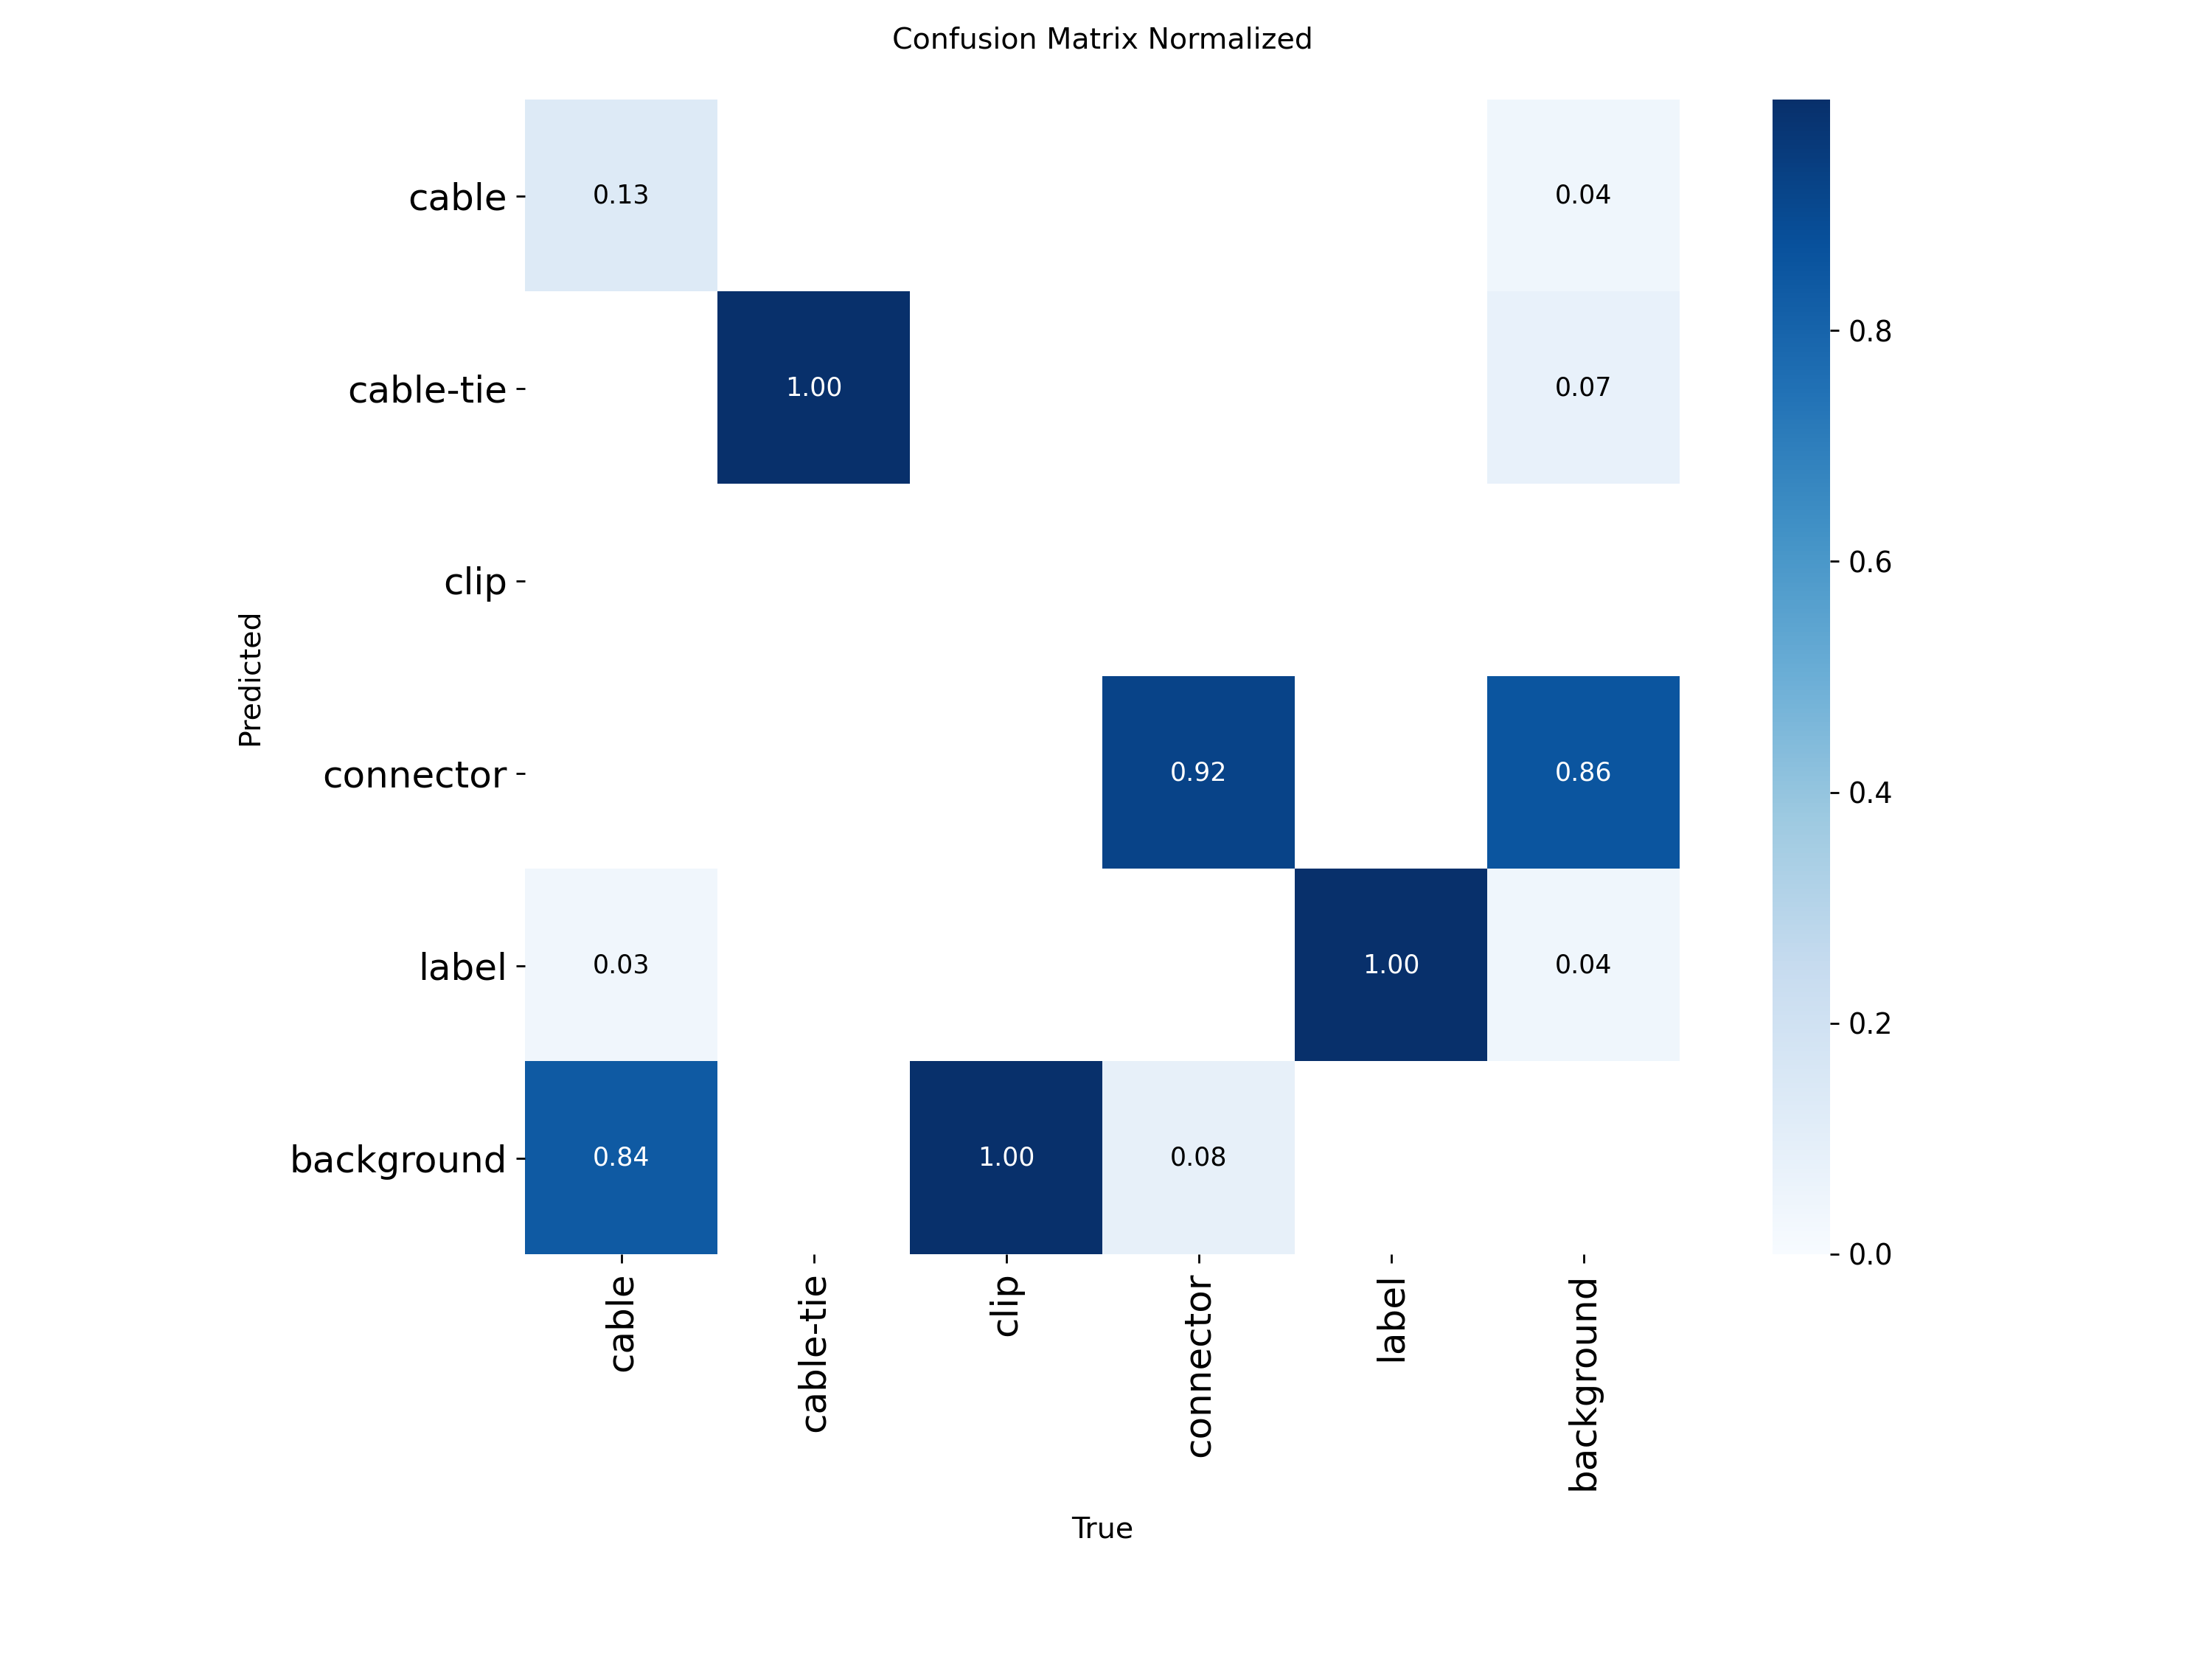 Confusion Matrix Normalized
Predicted
cable
0.13
0.04
cable-tie
1.00
0.07
clip
connector
0.92
0.86
label
0.03
1.00
0.04
background
0.84
1.00
0.08
cable
cable-tie
clip
connector
label
background
True
0.8
0.6
0.4
0.2
0.0